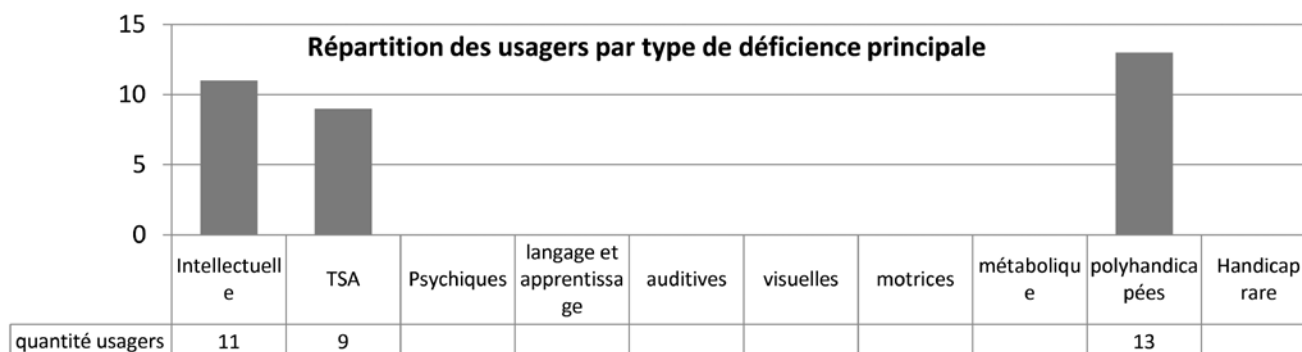 Répartition des usagers par type de déficience principale
15
10
5
0
Intellectuell
e
TSA
Psychiques
langage et
apprentissa
ge
auditives
visuelles
motrices
métaboliqu
e
polyhandica
pées
Handicap
rare
quantité usagers 11 9 13